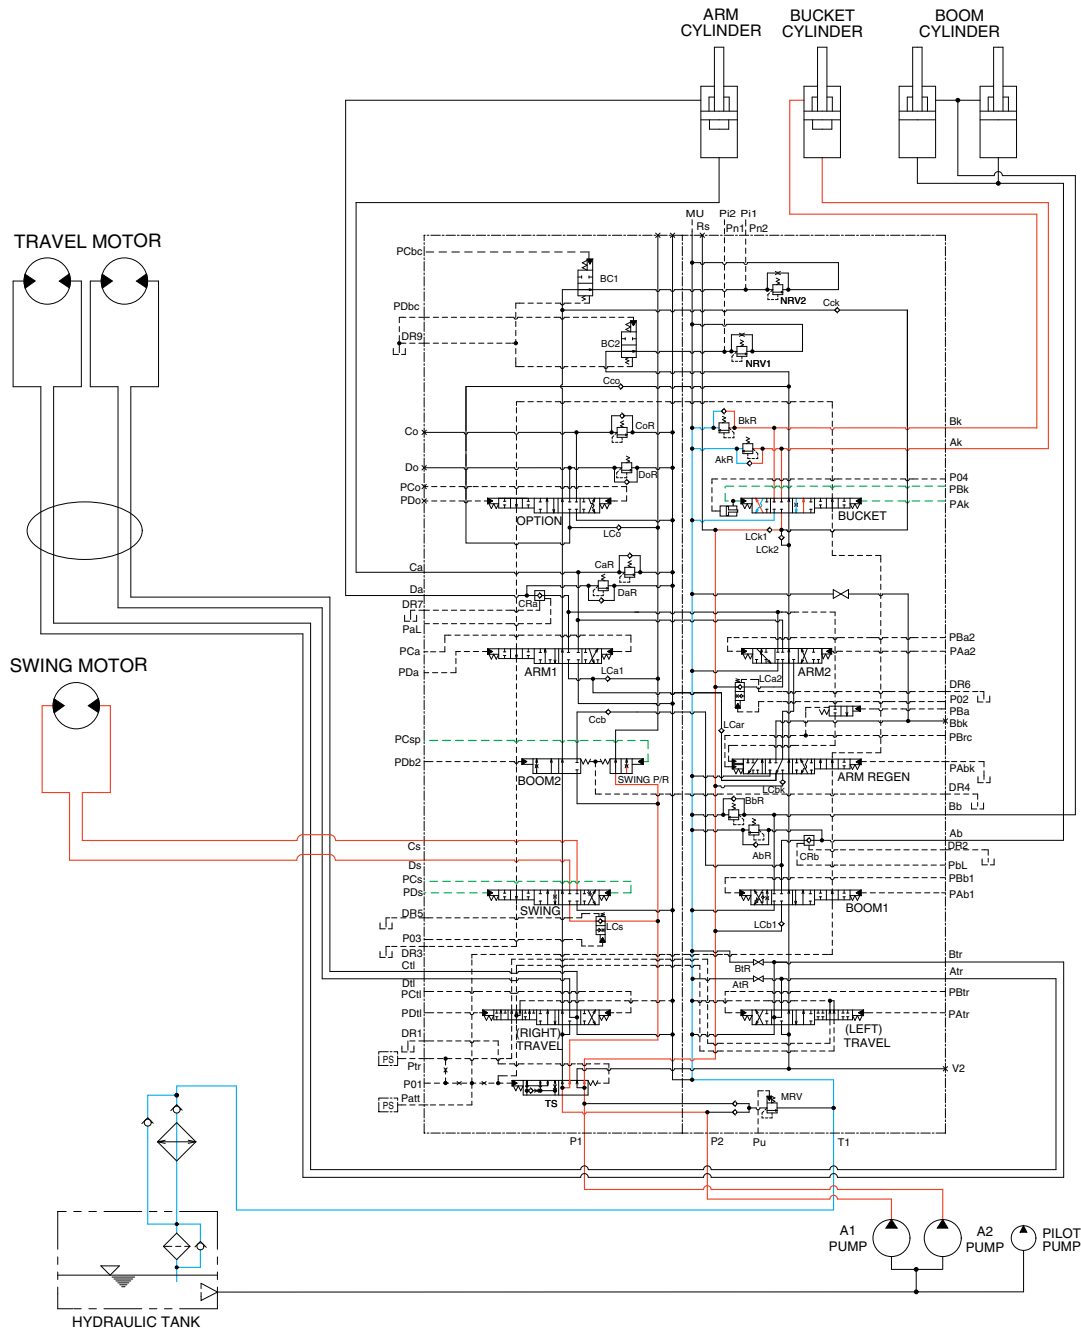 ARM
CYLINDER
BUCKET
CYLINDER
BOOM
CYLINDER
TRAVEL MOTOR
SWING MOTOR
MU
Rs
Pi2
Pi1
Pn1
Pn2
PCbc
BC1
NRV2
Cck
PDbc
DR9
BC2
NRV1
Cco
Co
CoR
Do
DoR
PCo
PDo
OPTION
LCo
BkR
Bk
AkR
Ak
P04
PBk
PAk
BUCKET
LCk1
LCk2
Ca
CaR
Da
DaR
DR7
CRa
PaL
PCa
PDa
ARM1
LCa1
PBa2
PAa2
ARM2
LCa2
DR6
P02
PBa
Bbk
LCar
PBrc
Ccb
PCsp
PDb2
BOOM2
SWING P/R
ARM REGEN
PAbk
LCbk
DR4
BbR
Bb
AbR
Ab
DR2
CRb
PbL
Cs
Ds
PCs
PDs
SWING
PBb1
PAb1
BOOM1
DR5
LCs
LCb1
P03
DR3
Ctl
Btr
BtR
Atr
AtR
Dtl
PCtl
PBtr
PDtl
PAtr
(RIGHT)
TRAVEL
(LEFT)
TRAVEL
DR1
PS
Ptr
P01
V2
Patt
PS
TS
MRV
P1
P2
Pu
T1
A1
PUMP
A2
PUMP
PILOT
PUMP
HYDRAULIC TANK